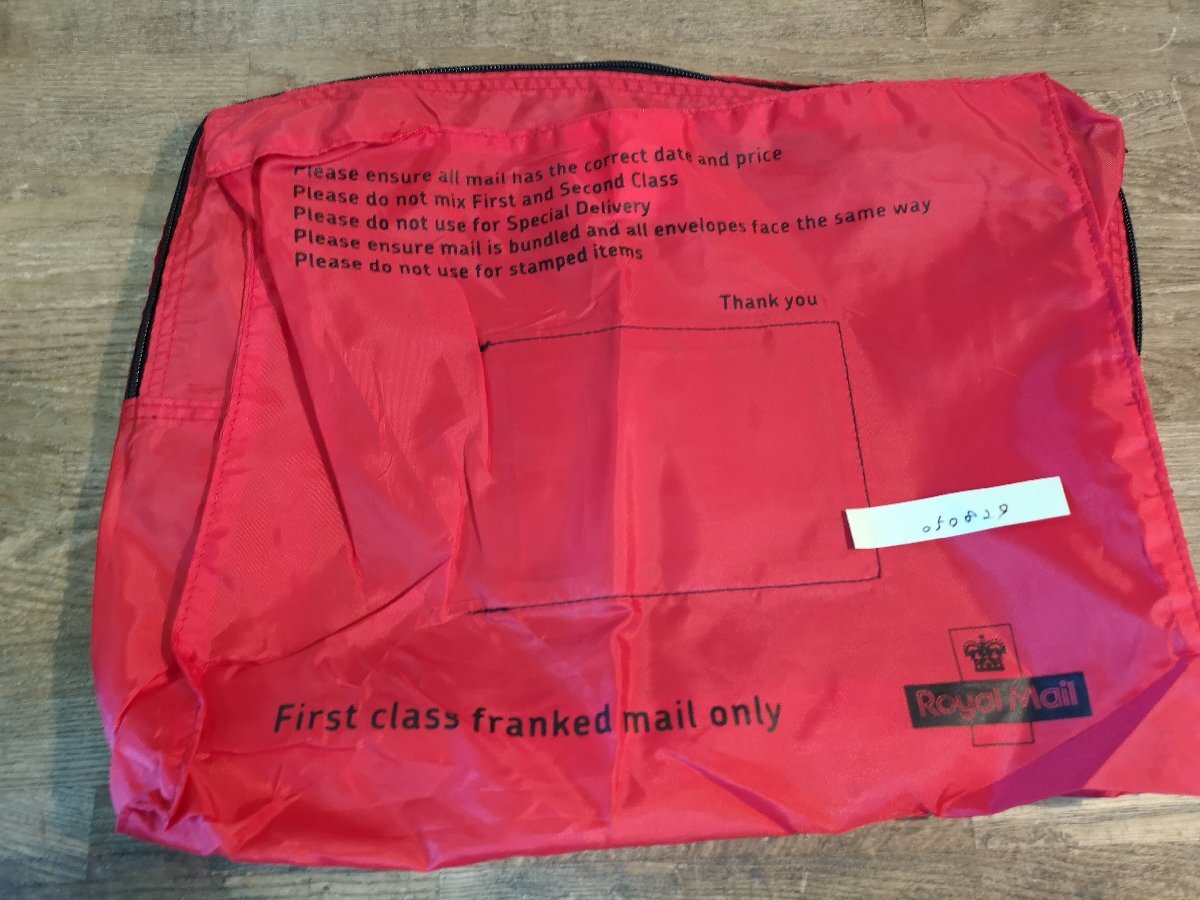 Please ensure all mail has the correct date and price
Please do not mix First and Second Class
Please do not use for Special Delivery
Please ensure mail is bundled and all envelopes face the same way
Please do not use for stamped items
Thank you
050829
First class franked mail only
Royal Mail